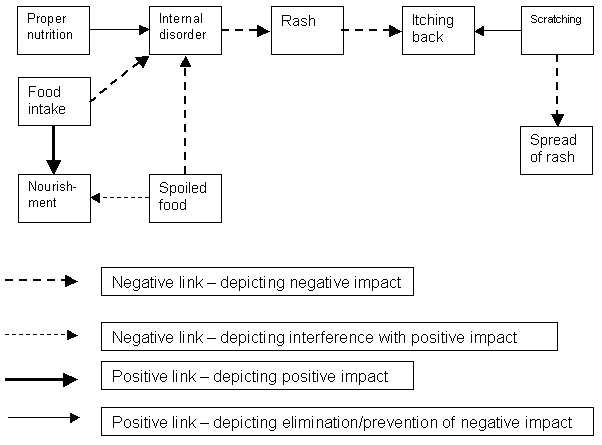 Proper
nutrition
Internal
disorder
Rash
Itching
back
Scratching
Food
intake
Spread
of rash
Nourish-
ment
Spoiled
food
Negative link – depicting negative impact
Negative link – depicting interference with positive impact
Positive link – depicting positive impact
Positive link – depicting elimination/prevention of negative impact